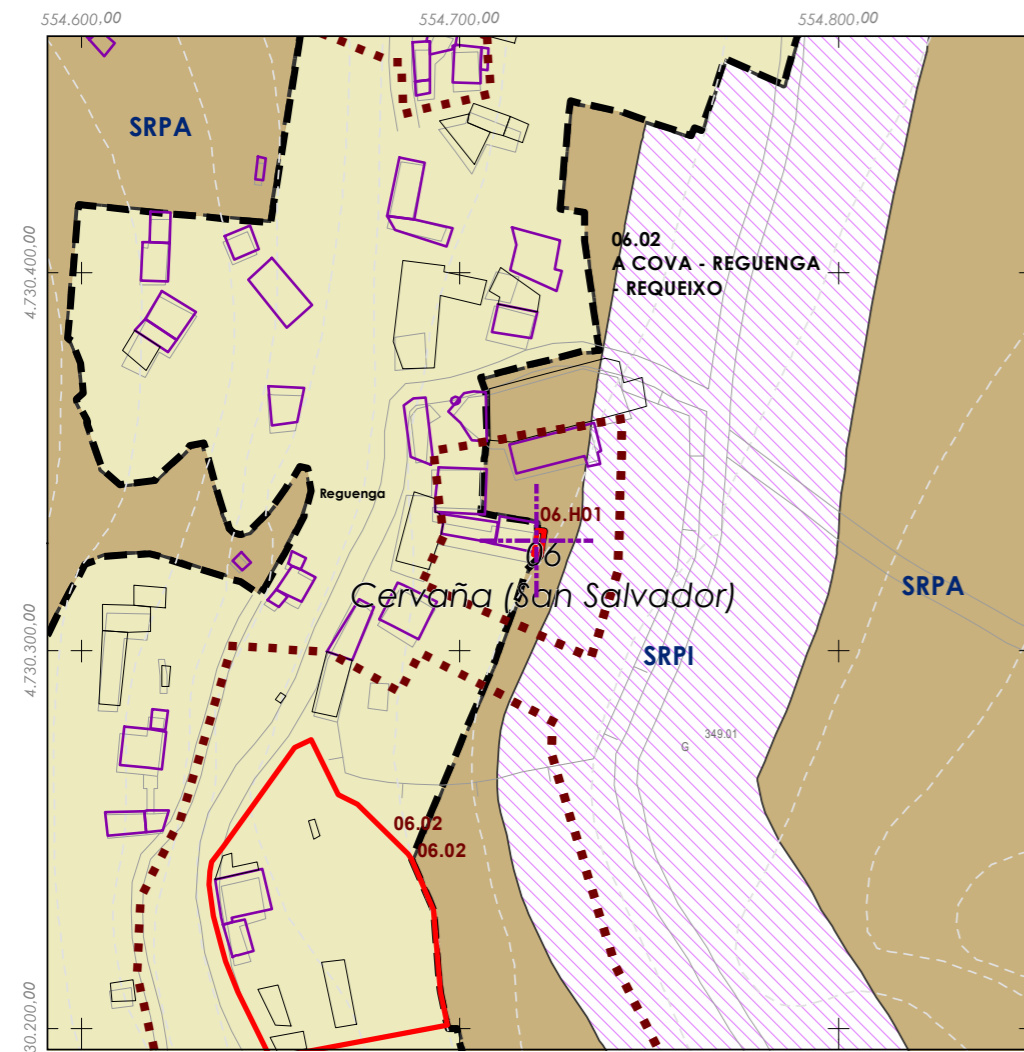 554.600,00
554.700,00
554.800,00
SRPA
4.730.400,00
06.02
A COVA - REGUENGA
- REQUEIXO
Reguenga
06.H01
06
Cervaña (San Salvador)
SRPA
4.730.300,00
SRPI
G 349.01
06.02
06.02
30.200,00